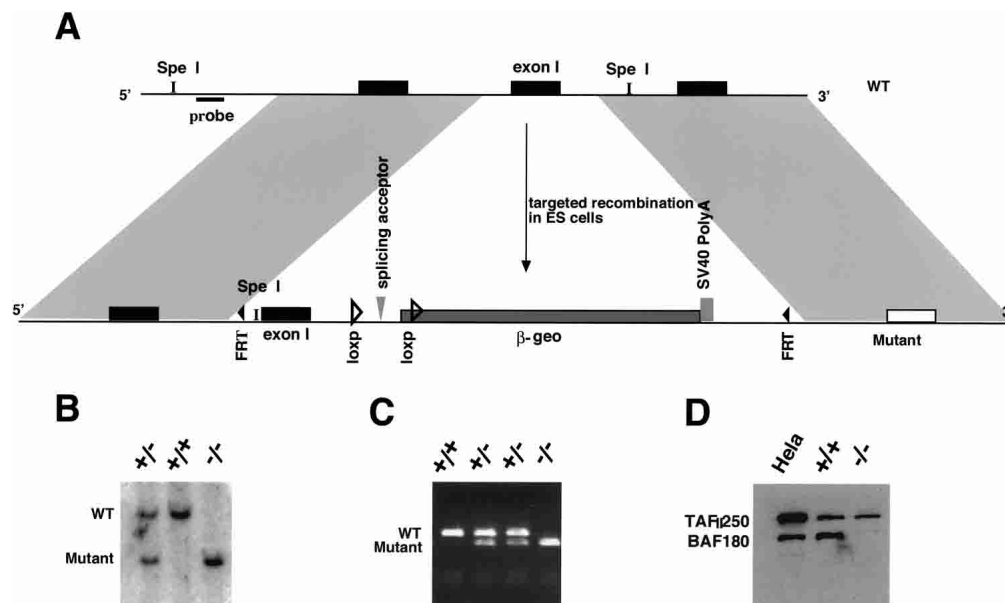 A
Spe I
exon I
Spe I
5'
3'
WT
probe
splicing acceptor
targeted recombination
in ES cells
SV40 PolyA
5'
Spe I
3'
FRT
exon I
loxp
loxp
β-geo
FRT
Mutant
B
+/-
+/+
-/-
WT
Mutant
C
+/+
+/-
+/-
-/-
WT
Mutant
D
Hela
+/+
-/-
BAF180